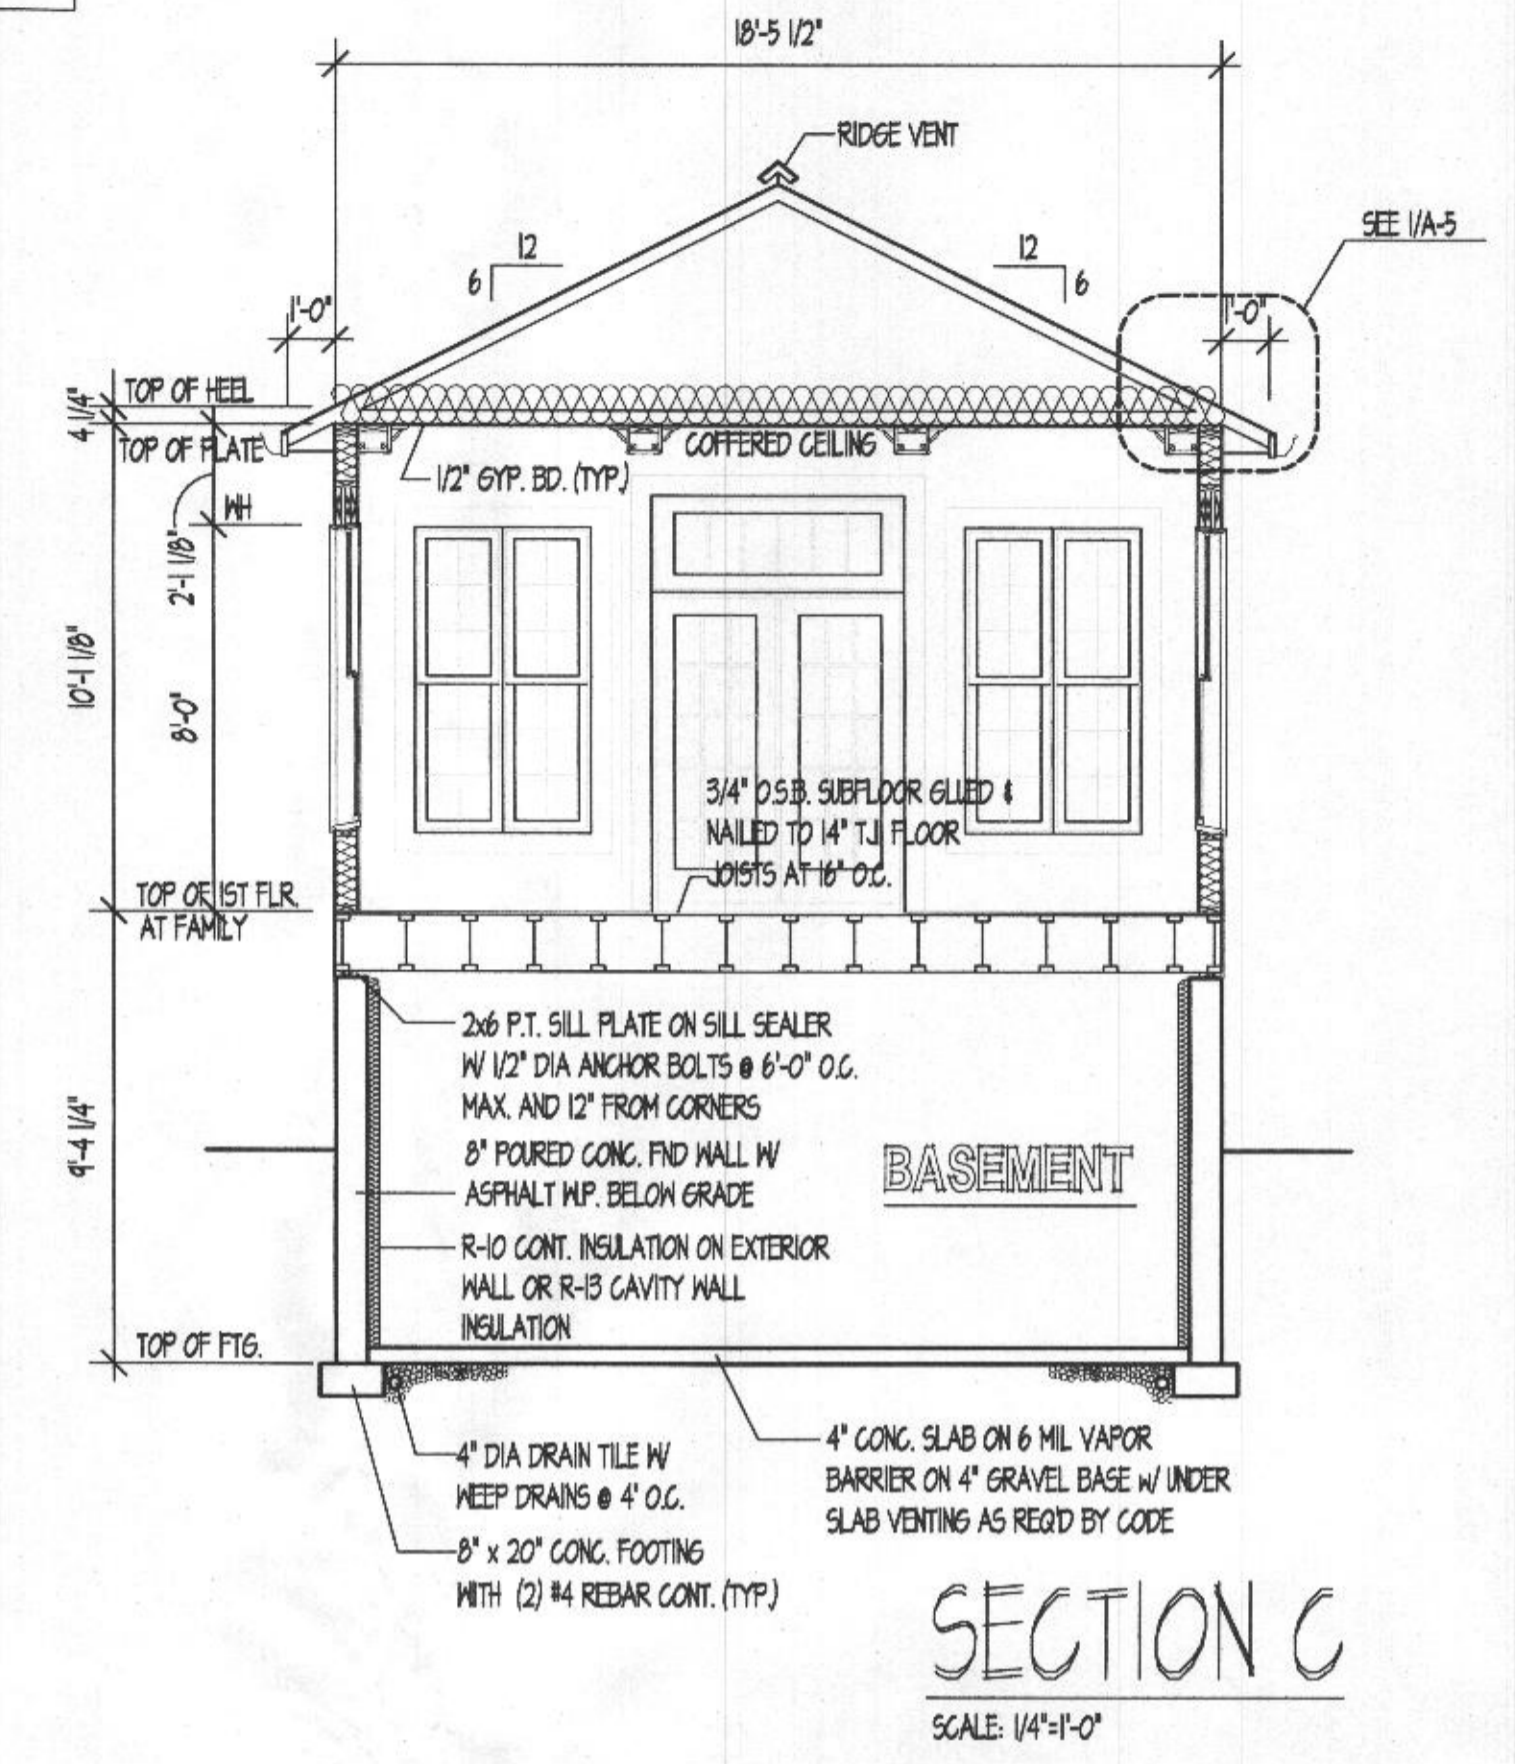 18'-5 1/2"
RIDGE VENT
SEE 1/A-5
12
6
12
6
1'-0"
1'-0"
4 1/4"
TOP OF HEEL
TOP OF PLATE
COFFERED CEILING
1/2" GYP. BD. (TYP.)
WH
2'-1 1/8"
10'-1 1/8"
8'-0"
3/4" O.S.B. SUBFLOOR GLUED &
NAILED TO 14" TJI FLOOR
JOISTS AT 16" O.C.
TOP OF 1ST FLR.
AT FAMILY
2x6 P.T. SILL PLATE ON SILL SEALER
W/ 1/2" DIA ANCHOR BOLTS @ 6'-0" O.C.
MAX. AND 12" FROM CORNERS
9'-4 1/4"
8" POURED CONC. FND WALL W/
ASPHALT W.P. BELOW GRADE
BASEMENT
R-10 CONT. INSULATION ON EXTERIOR
WALL OR R-13 CAVITY WALL
INSULATION
TOP OF FTG.
4" DIA DRAIN TILE W/
WEEP DRAINS @ 4' O.C.
4" CONC. SLAB ON 6 MIL VAPOR
BARRIER ON 4" GRAVEL BASE W/ UNDER
SLAB VENTING AS REQ'D BY CODE
8" x 20" CONC. FOOTING
WITH (2) #4 REBAR CONT. (TYP.)
SECTION C
SCALE: 1/4"=1'-0"